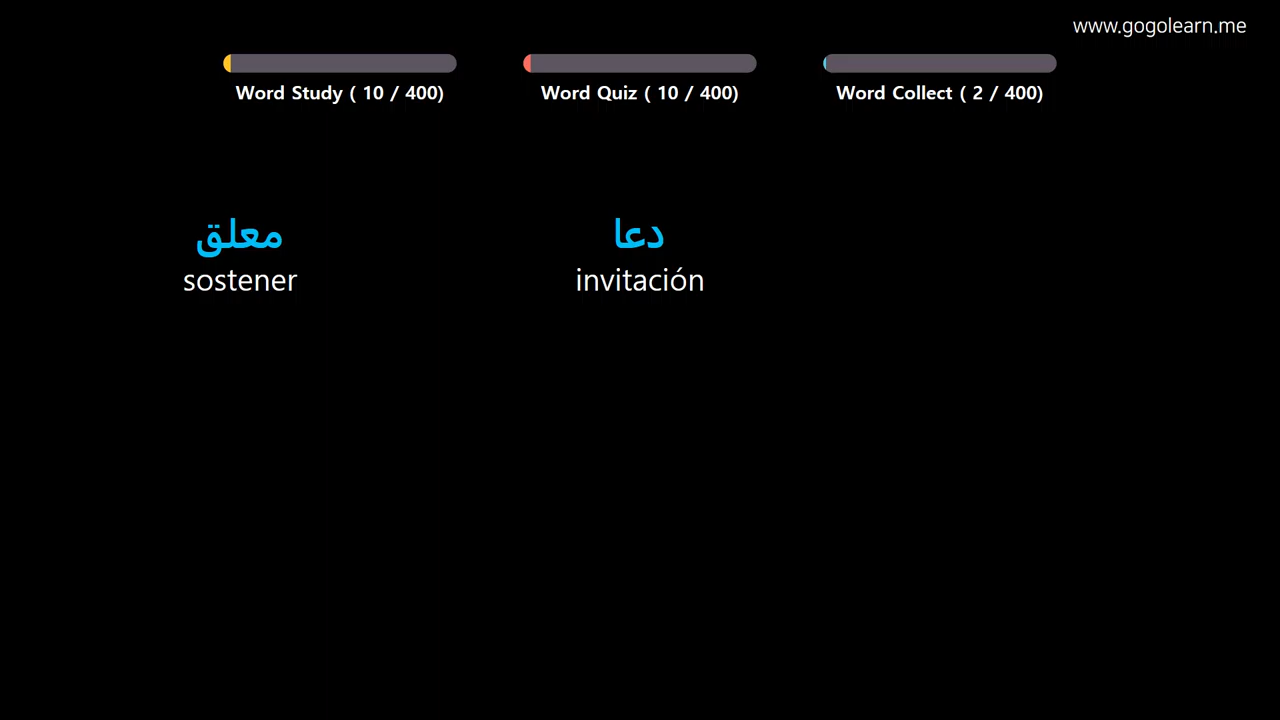 www.gogolearn.me
Word Study ( 10 / 400)
Word Quiz ( 10 / 400)
Word Collect ( 2 / 400)
معلق
sostener
دعا
invitación